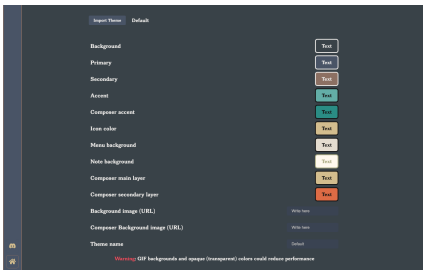 Import Theme Default
Background Text
Primary Text
Secondary Text
Accent Text
Composer accent Text
Icon color Text
Menu background Text
Note background Text
Composer main layer Text
Composer secondary layer Text
Background image (URL) Write here
Composer Background image (URL) Write here
Theme name Default
Warning: GIF backgrounds and opaque (transparent) colors could reduce performance